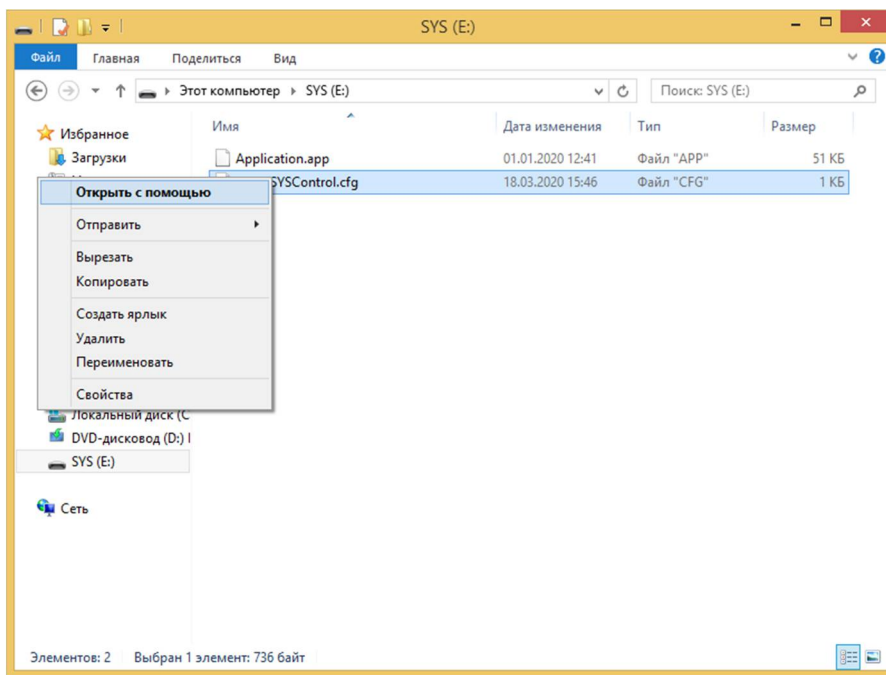 SYS (E:)
Файл Главная Поделиться Вид
Этот компьютер SYS (E:) Поиск: SYS (E:)
Избранное
Загрузки
Имя Дата изменения Тип Размер
Application.app 01.01.2020 12:41 Файл "APP" 51 КБ
SYSControl.cfg 18.03.2020 15:46 Файл "CFG" 1 КБ
Открыть с помощью
Отправить
Вырезать
Копировать
Создать ярлык
Удалить
Переименовать
Свойства
Локальный диск (C
DVD-дисковод (D:) I
SYS (E:)
Сеть
Элементов: 2 Выбран 1 элемент: 736 байт